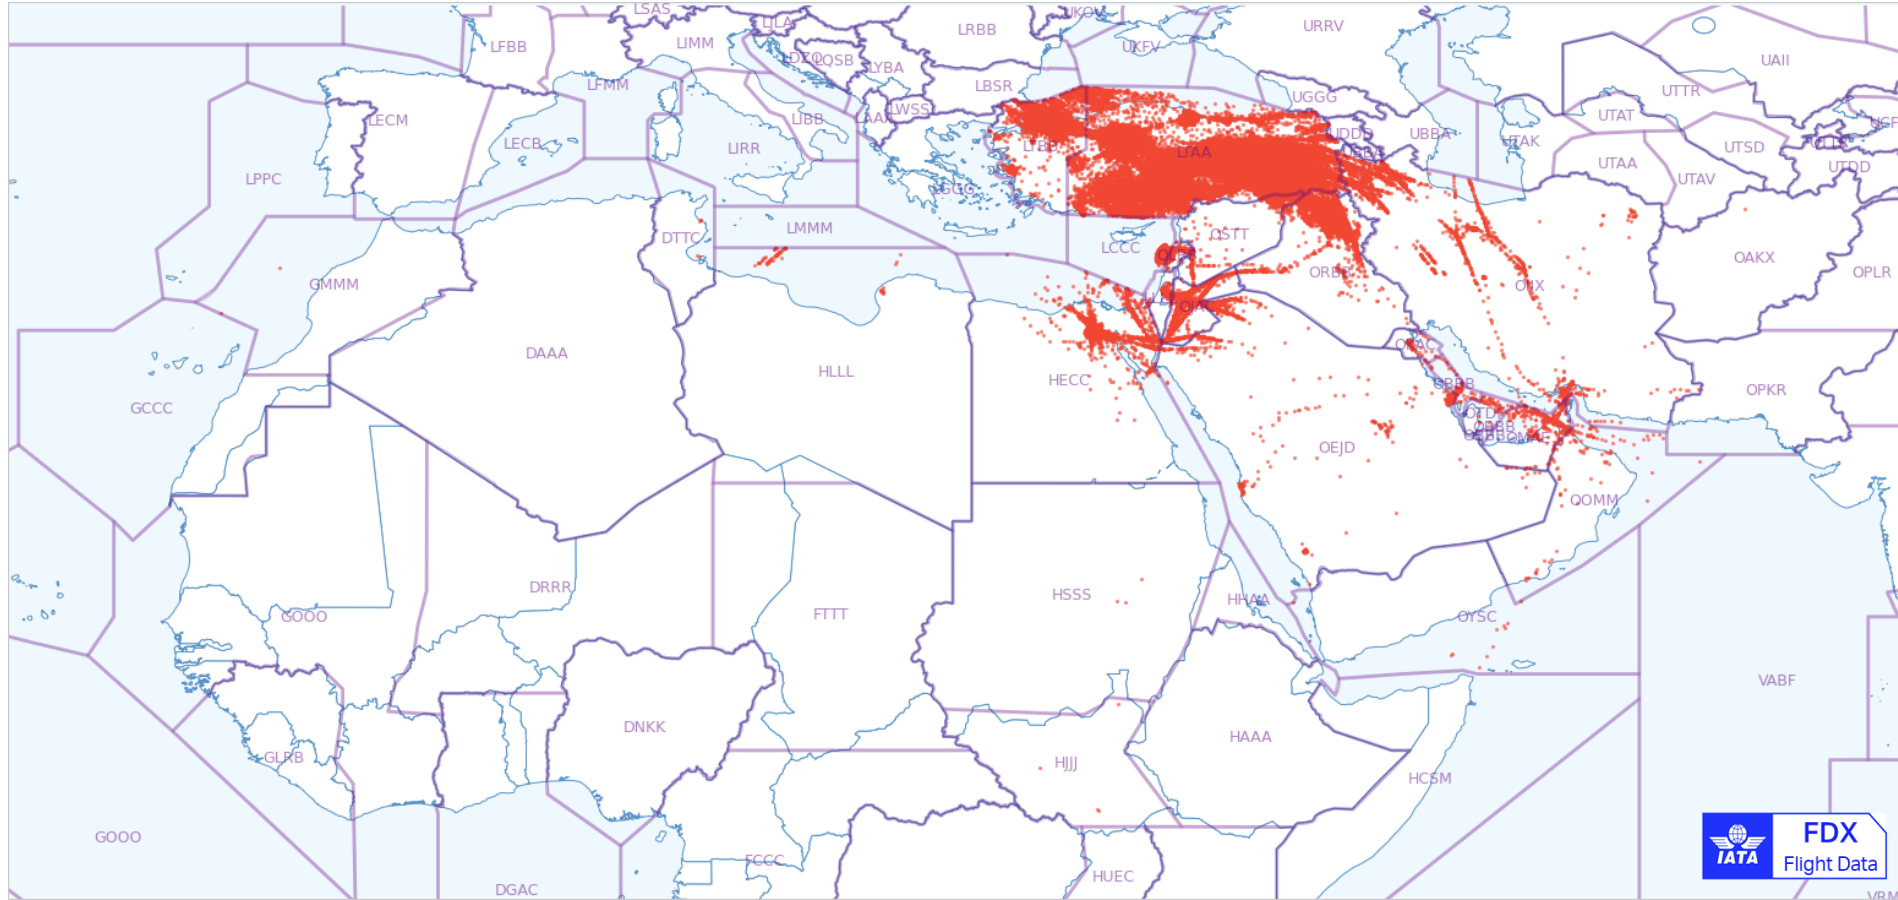 LSAS
LJLA
UKOV
LRBB
URRV
LFBB
LIMM
UKFV
LDZO
LQSB
LYBA
UAII
LFMM
LBSR
UTTR
UGGG
LWSS
UTAT
LECM
LIBB
LAAA
UBBA
UTAK
UDDD
LECB
LIRR
LTBB
LTAA
UTSD
UTAA
UTDD
LPPC
UTAV
LGGG
LMMM
DTTC
LCCC
OSTT
OAKX
OPLR
ORBB
GMMM
OIIX
DAAA
OKAC
HLLL
HECC
OBBB
OPKR
GCCC
OTDF
OMAE
OEJD
OOMM
DRRR
HSSS
HHAA
GOOO
FTTT
OYSC
VABF
DNKK
HAAA
GLRB
HJJJ
HCSM
GOOO
FCCC
HUEC
DGAC
IATA
FDX
Flight Data